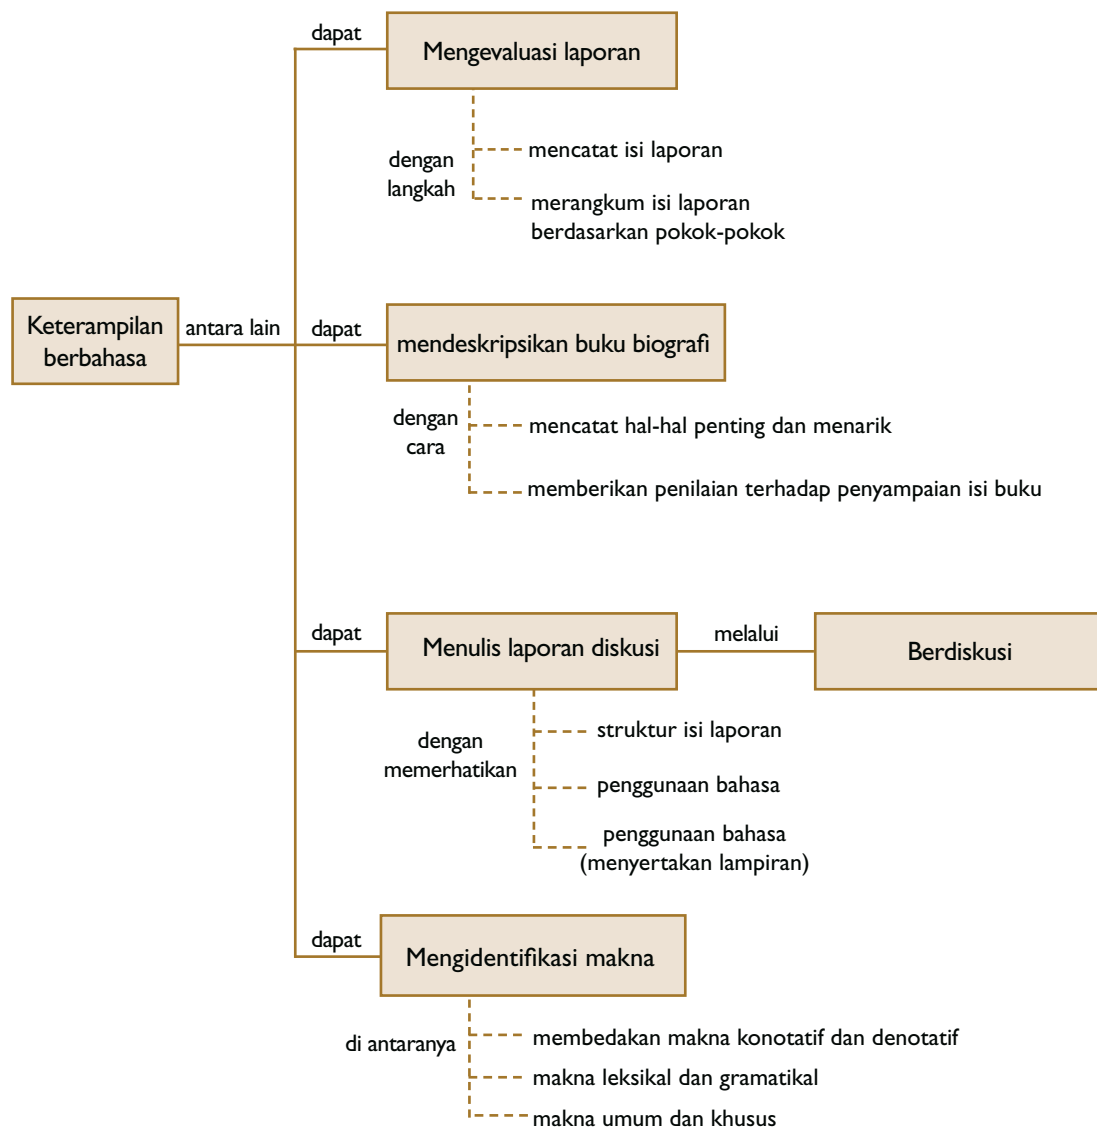 dapat
Mengevaluasi laporan
dengan
langkah
mencatat isi laporan
merangkum isi laporan
berdasarkan pokok-pokok
Keterampilan
berbahasa
antara lain
dapat
mendeskripsikan buku biografi
dengan
cara
mencatat hal-hal penting dan menarik
memberikan penilaian terhadap penyampaian isi buku
dapat
Menulis laporan diskusi
melalui
Berdiskusi
dengan
memerhatikan
struktur isi laporan
penggunaan bahasa
penggunaan bahasa
(menyertakan lampiran)
dapat
Mengidentifikasi makna
di antaranya
membedakan makna konotatif dan denotatif
makna leksikal dan gramatikal
makna umum dan khusus